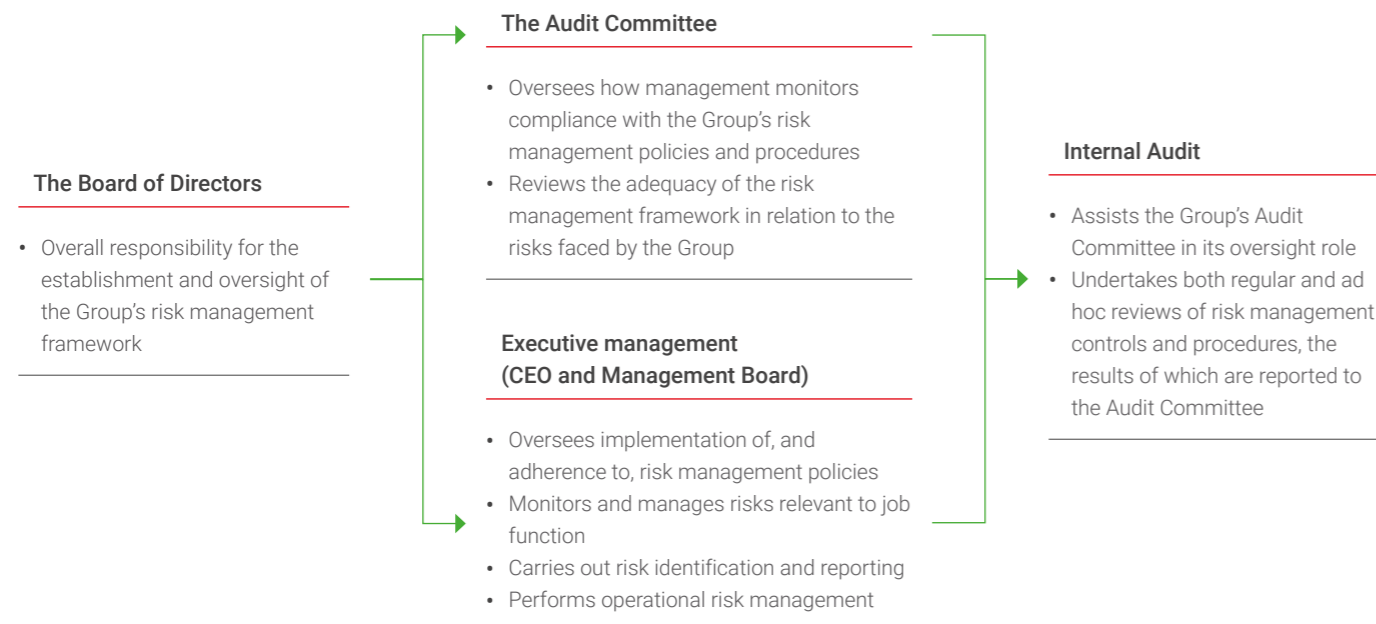 The Board of Directors
• Overall responsibility for the
establishment and oversight of
the Group’s risk management
framework
The Audit Committee
• Oversees how management monitors
compliance with the Group’s risk
management policies and procedures
• Reviews the adequacy of the risk
management framework in relation to the
risks faced by the Group
Executive management
(CEO and Management Board)
• Oversees implementation of, and
adherence to, risk management policies
• Monitors and manages risks relevant to job
function
• Carries out risk identification and reporting
• Performs operational risk management
Internal Audit
• Assists the Group’s Audit
Committee in its oversight role
• Undertakes both regular and ad
hoc reviews of risk management
controls and procedures, the
results of which are reported to
the Audit Committee